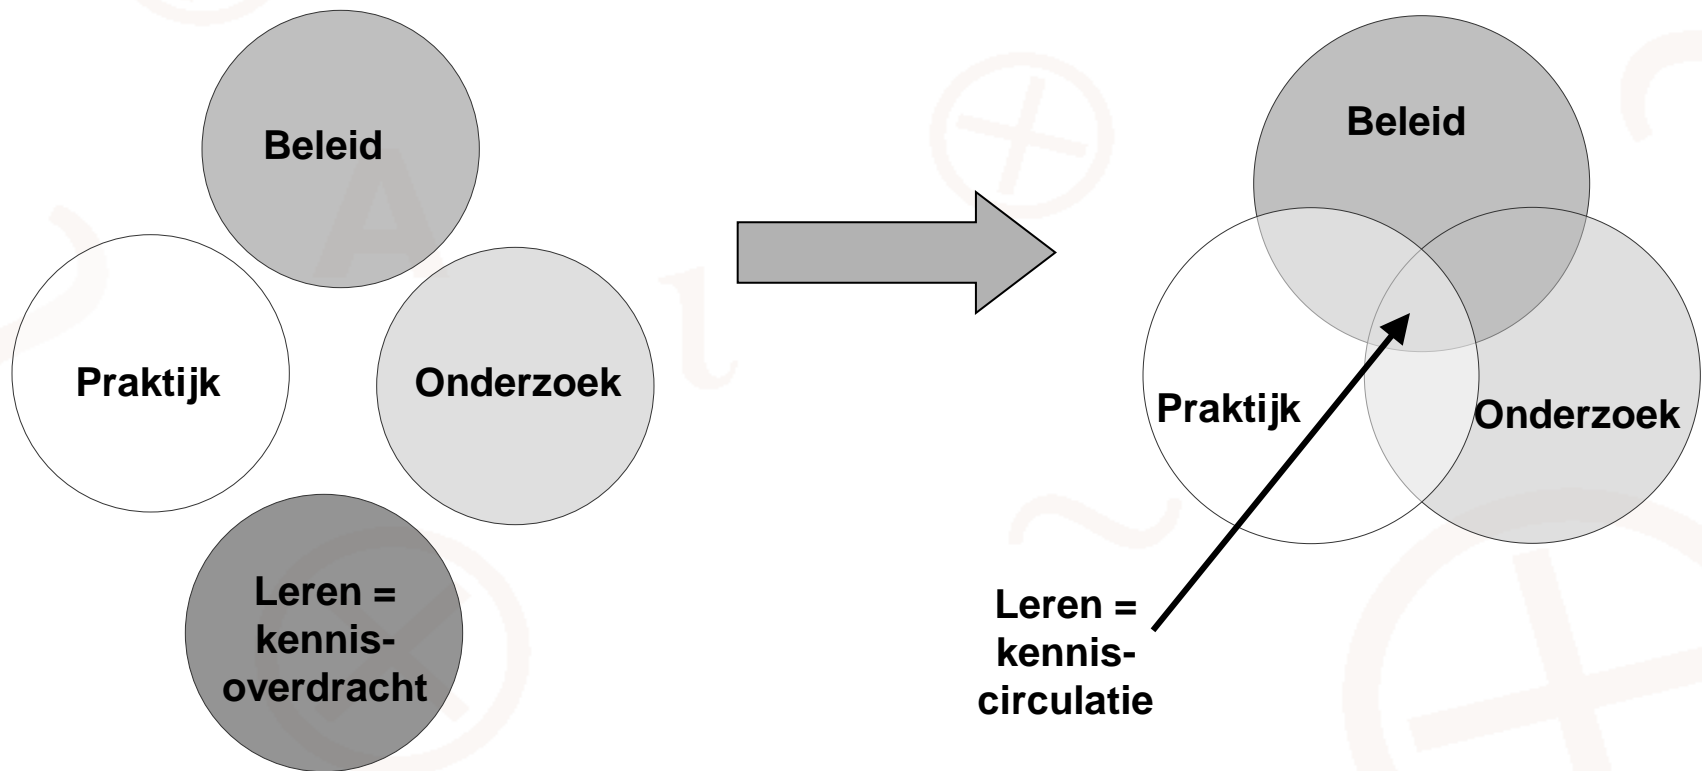 Beleid
Praktijk
Onderzoek
Leren =
kennis-
overdracht
Beleid
Praktijk
Onderzoek
Leren =
kennis-
circulatie